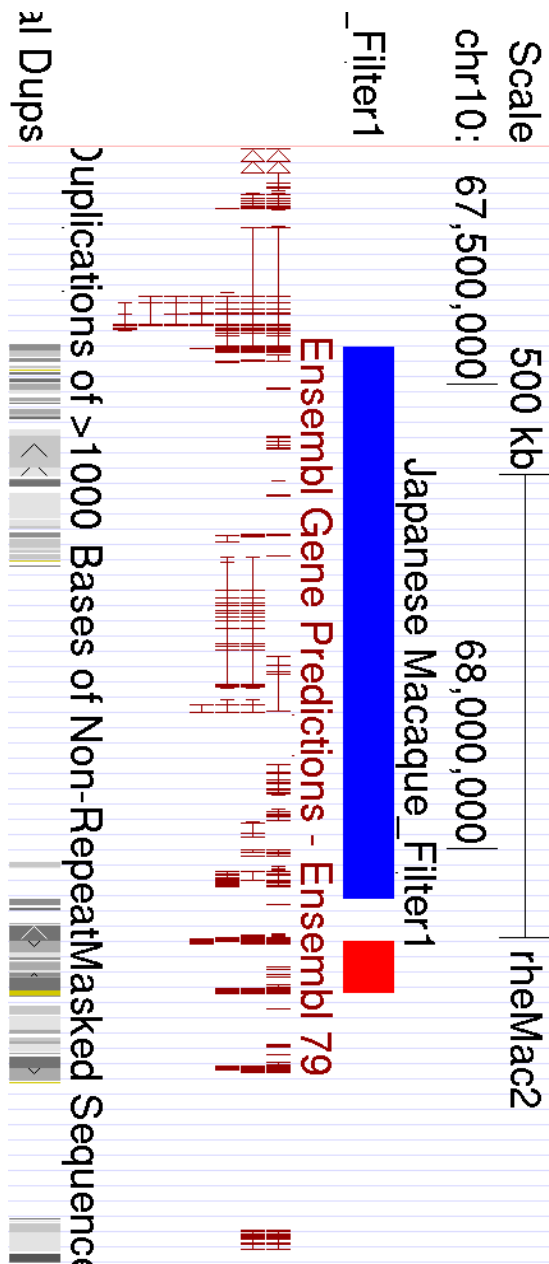 Scale 500 kb rheMac2
chr10: 67,500,000 68,000,000
Japanese Macaque_Filter1
_Filter1
Ensembl Gene Predictions - Ensembl 79
Duplications of >1000 Bases of Non-RepeatMasked Sequence
al Dups